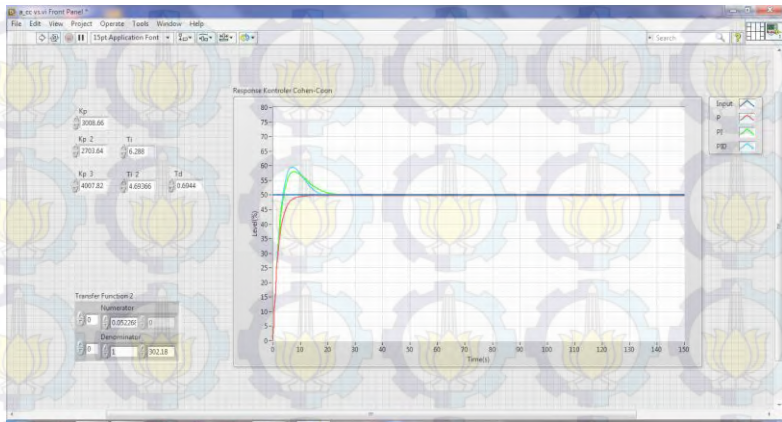 a_cc vs.vi Front Panel *
File Edit View Project Operate Tools Window Help
15pt Application Font
Search
Response Kontroler Cohen-Coon
Kp
3008.66
Kp 2 Ti
2703.64 6.288
Kp 3 Ti 2 Td
4007.82 4.69366 0.6944
Transfer Function 2
Numerator
0 0.052268 0
Denominator
0 1 302.18
Level(%)
80
75
70
65
60
55
50
45
40
35
30
25
20
15
10
5
0
0 10 20 30 40 50 60 70 80 90 100 110 120 130 140 150
Time(s)
Input
P
PI
PID